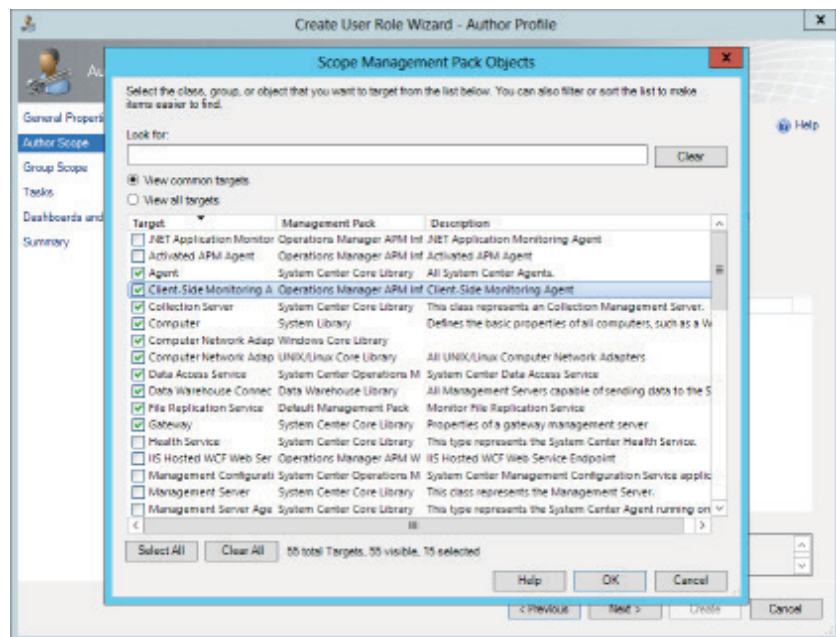 Create User Role Wizard - Author Profile
x
Au
Scope Management Pack Objects
x
Select the class, group, or object that you want to target from the list below. You can also filter or sort the list to make
items easier to find.
General Properti
Help
Look for:
Author Scope
Clear
Group Scope
View common targets
Tasks
View all targets
Dashboards and
Target Management Pack Description
Summary
.NET Application Monitor Operations Manager APM Inf .NET Application Monitoring Agent
Activated APM Agent Operations Manager APM Inf Activated APM Agent
Agent System Center Core Library All System Center Agents.
Client-Side Monitoring A Operations Manager APM Inf Client-Side Monitoring Agent
Collection Server System Center Core Library This class represents an Collection Management Server.
Computer System Library Defines the basic properties of all computers, such as a W
Computer Network Adap Windows Core Library
Computer Network Adap UNIX/Linux Core Library All UNIX/Linux Computer Network Adapters
Data Access Service System Center Operations M System Center Data Access Service
Data Warehouse Connec Data Warehouse Library All Management Servers capable of sending data to the S
File Replication Service Default Management Pack Monitor File Replication Service
Gateway System Center Core Library Properties of a gateway management server
Health Service System Center Core Library This type represents the System Center Health Service.
IIS Hosted WCF Web Ser Operations Manager APM W IIS Hosted WCF Web Service Endpoint
Management Configurati System Center Operations M System Center Management Configuration Service applic
Management Server System Center Core Library This class represents the Management Server.
Management Server Age System Center Core Library This type represents the System Center Agent running on
Select All Clear All 55 total Targets, 55 visible, 15 selected
Help OK Cancel
< Previous Next > Create Cancel